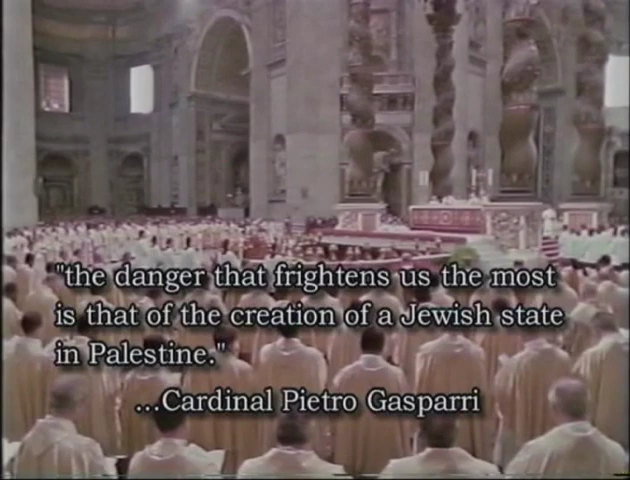 "the danger that frightens us the most
is that of the creation of a Jewish state
in Palestine."
...Cardinal Pietro Gasparri